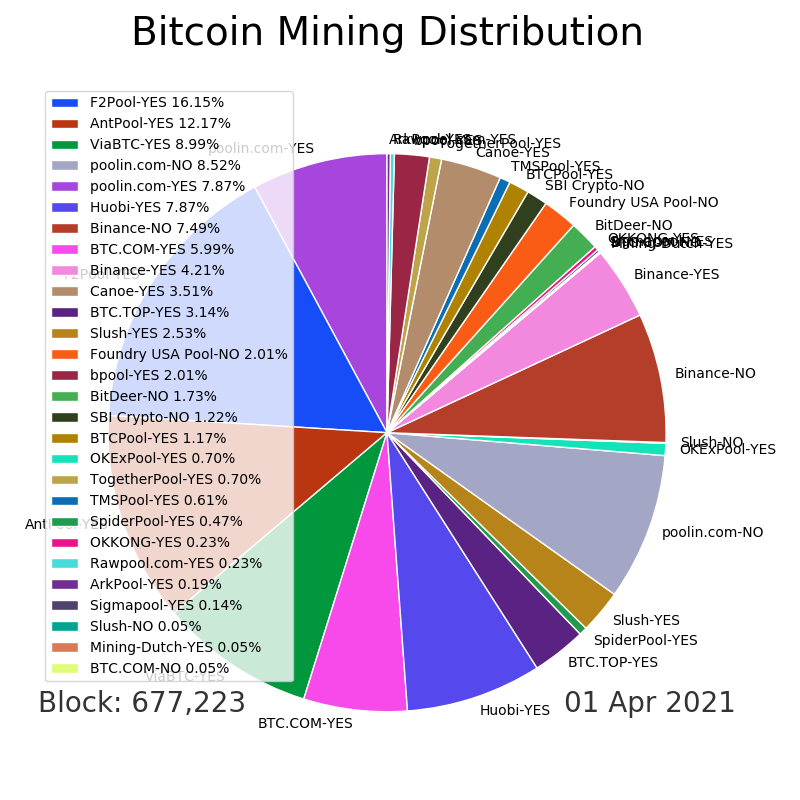 Bitcoin Mining Distribution
F2Pool-YES 16.15%
AntPool-YES 12.17%
ViaBTC-YES 8.99%
poolin.com-NO 8.52%
poolin.com-YES 7.87%
Huobi-YES 7.87%
Binance-NO 7.49%
BTC.COM-YES 5.99%
Binance-YES 4.21%
Canoe-YES 3.51%
BTC.TOP-YES 3.14%
Slush-YES 2.53%
Foundry USA Pool-NO 2.01%
bpool-YES 2.01%
BitDeer-NO 1.73%
SBI Crypto-NO 1.22%
BTCPool-YES 1.17%
OKExPool-YES 0.70%
TogetherPool-YES 0.70%
TMSPool-YES 0.61%
SpiderPool-YES 0.47%
OKKONG-YES 0.23%
Rawpool.com-YES 0.23%
ArkPool-YES 0.19%
Sigmapool-YES 0.14%
Slush-NO 0.05%
Mining-Dutch-YES 0.05%
BTC.COM-NO 0.05%
poolin.com-YES
F2Pool-YES
AntPool-YES
ViaBTC-YES
BTC.COM-YES
Huobi-YES
BTC.TOP-YES
SpiderPool-YES
Slush-YES
poolin.com-NO
OKExPool-YES
Slush-NO
Binance-NO
Binance-YES
Mining-Dutch-YES
OKKONG-YES
BitDeer-NO
Foundry USA Pool-NO
SBI Crypto-NO
BTCPool-YES
TMSPool-YES
Canoe-YES
TogetherPool-YES
Block: 677,223
01 Apr 2021